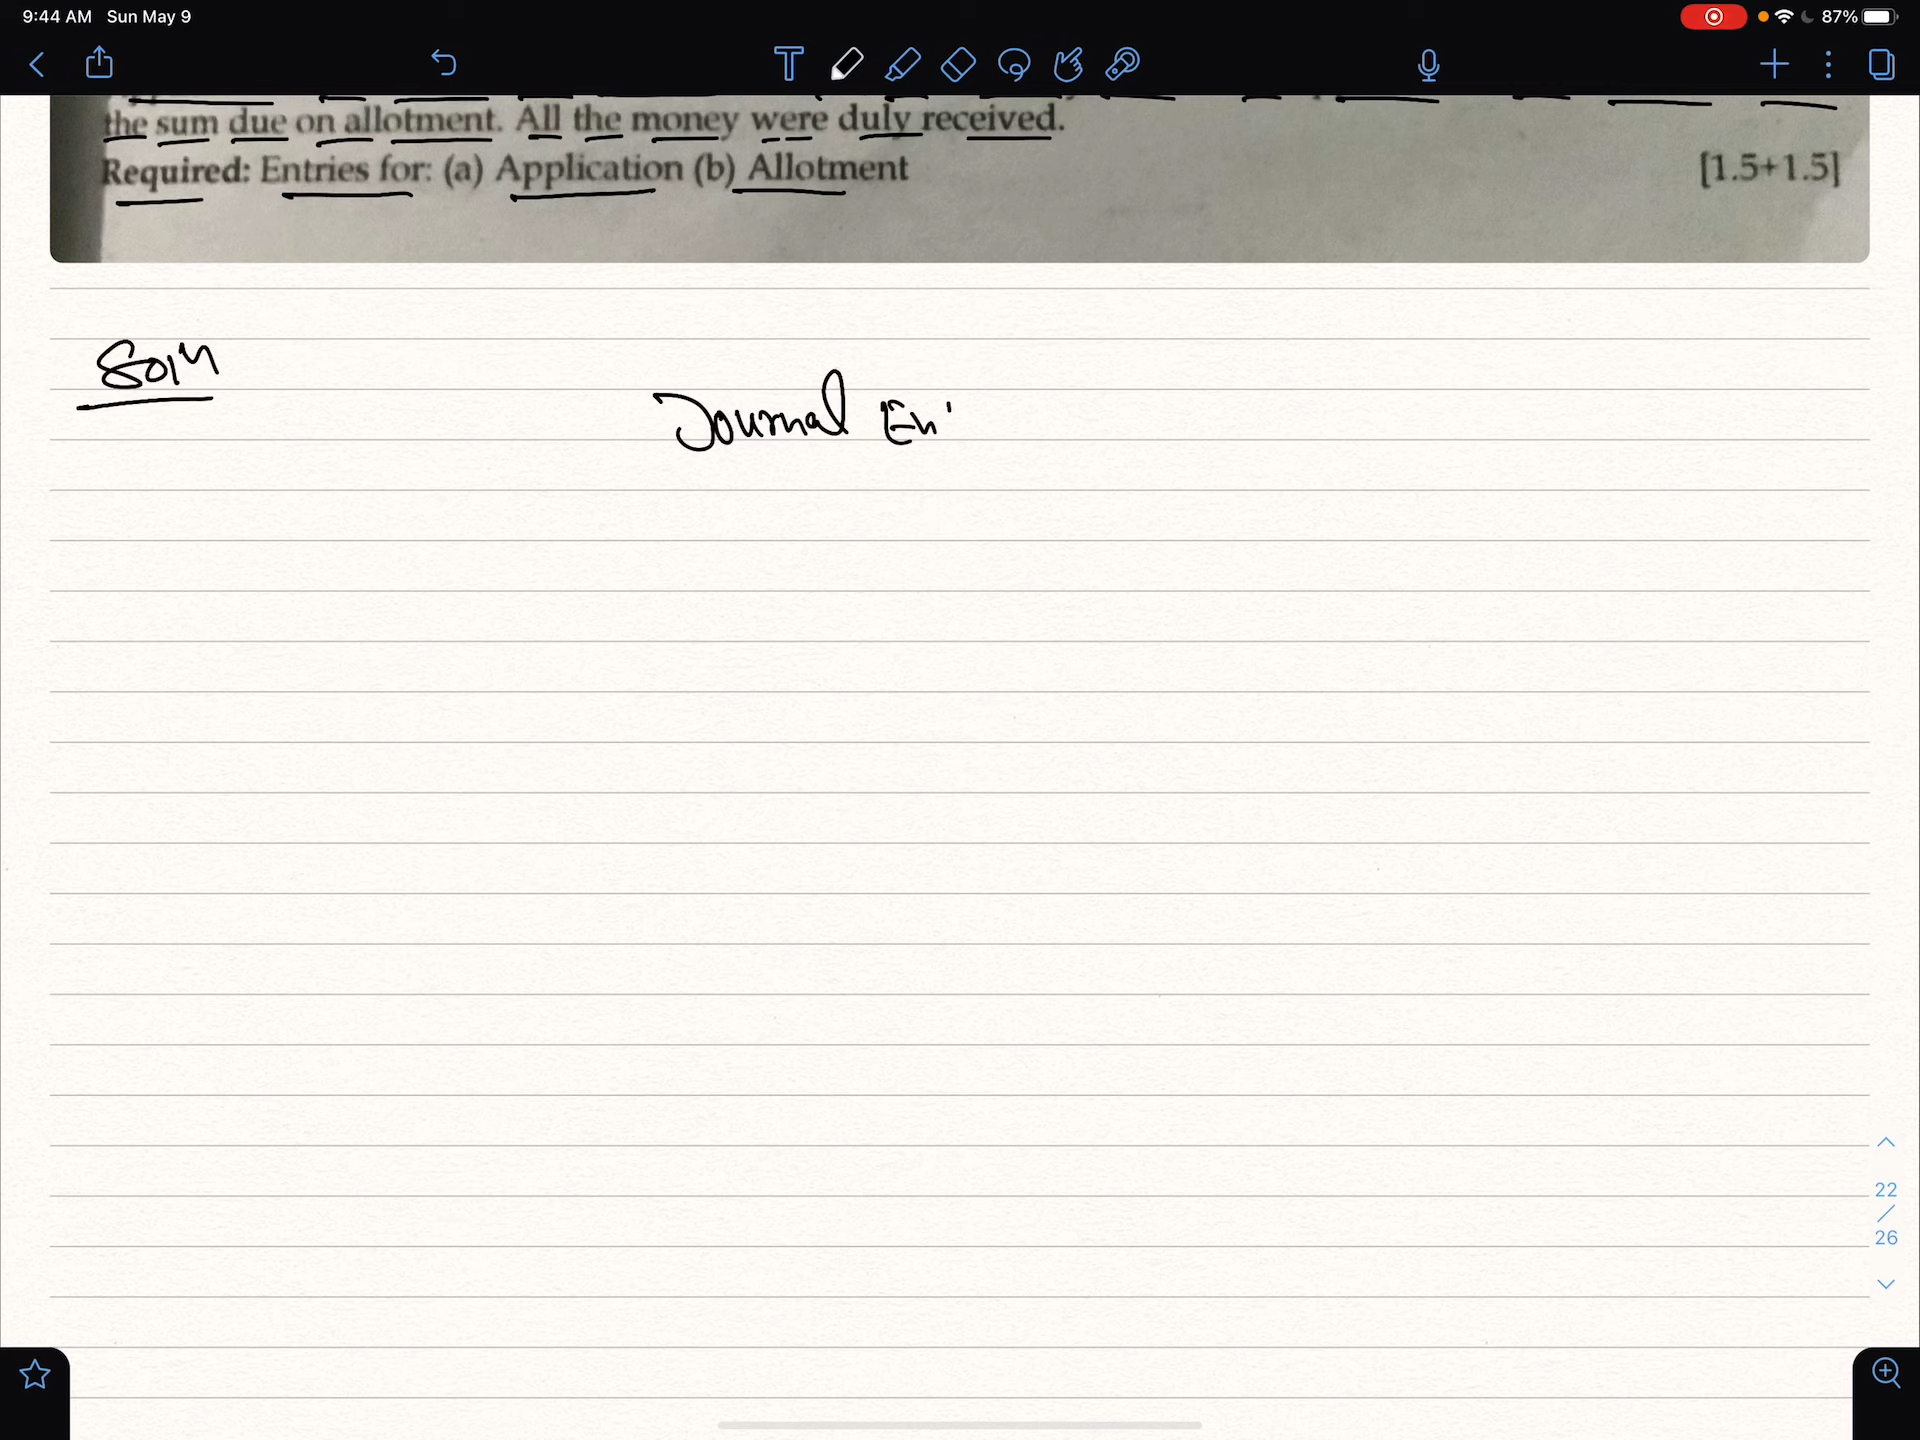 9:44 AM Sun May 9
87%
the sum due on allotment. All the money were duly received.
Required: Entries for: (a) Application (b) Allotment [1.5+1.5]
Soln
Journal En
22
/
26